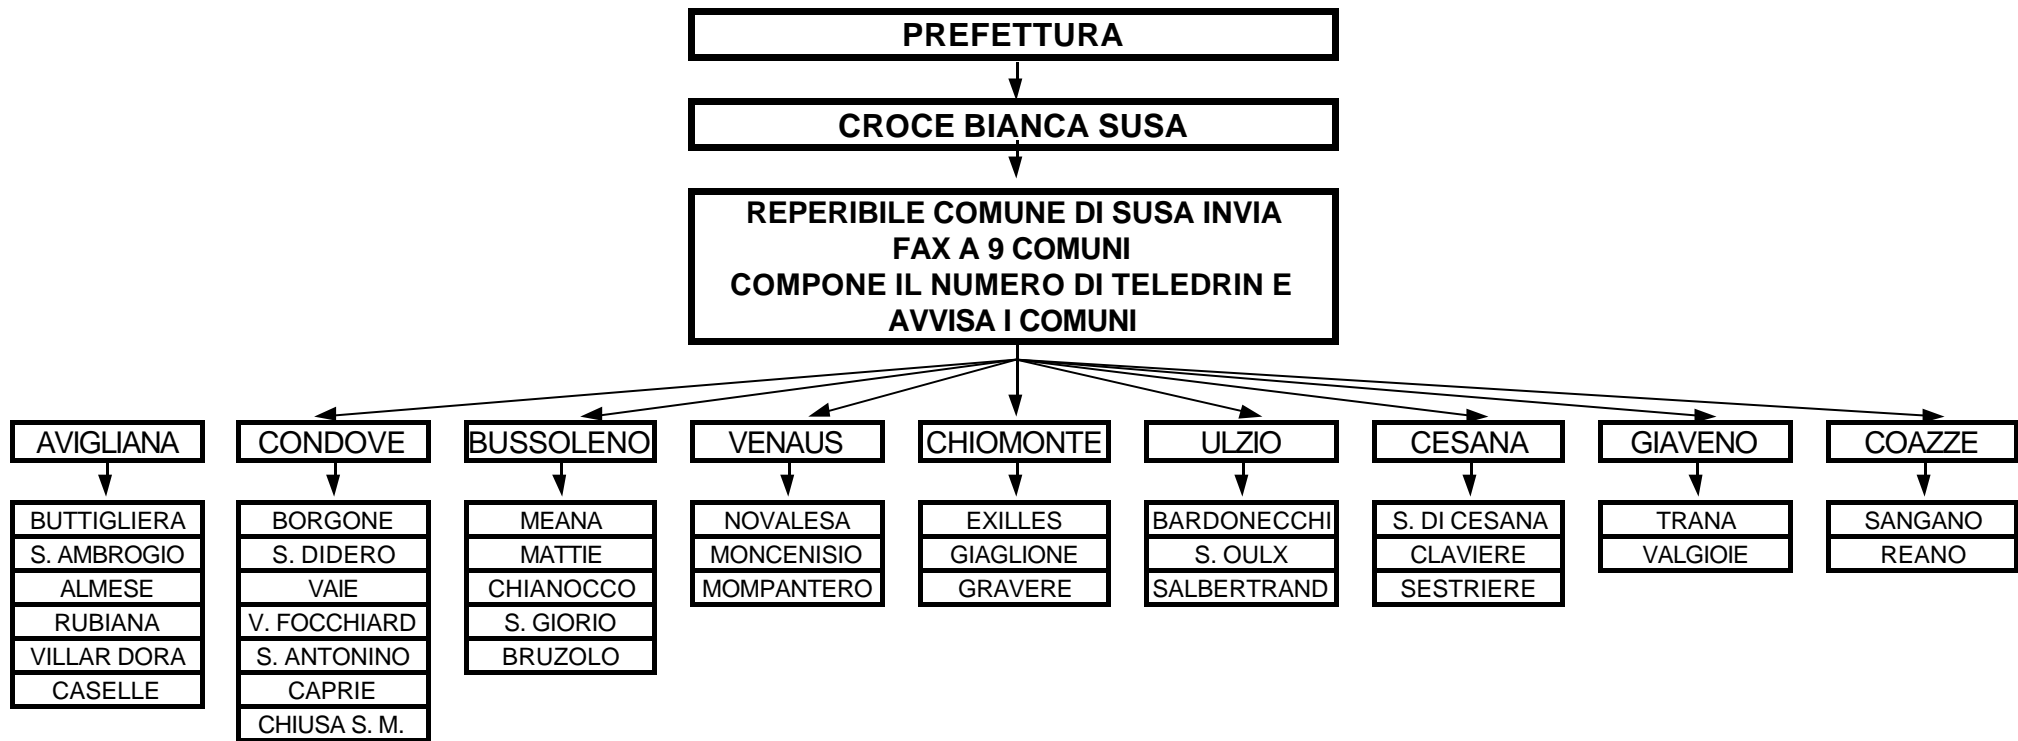 PREFETTURA
CROCE BIANCA SUSA
REPERIBILE COMUNE DI SUSA INVIA
FAX A 9 COMUNI
COMPONE IL NUMERO DI TELEDRIN E
AVVISA I COMUNI
AVIGLIANA
BUTTIGLIERA
S. AMBROGIO
ALMESE
RUBIANA
VILLAR DORA
CASELLE
CONDOVE
BORGONE
S. DIDERO
VAIE
V. FOCCHIARD
S. ANTONINO
CAPRIE
CHIUSA S. M.
BUSSOLENO
MEANA
MATTIE
CHIANOCCO
S. GIORIO
BRUZOLO
VENAUS
NOVALESA
MONCENISIO
MOMPANTERO
CHIOMONTE
EXILLES
GIAGLIONE
GRAVERE
ULZIO
BARDONECCHI
S. OULX
SALBERTRAND
CESANA
S. DI CESANA
CLAVIERE
SESTRIERE
GIAVENO
TRANA
VALGIOIE
COAZZE
SANGANO
REANO